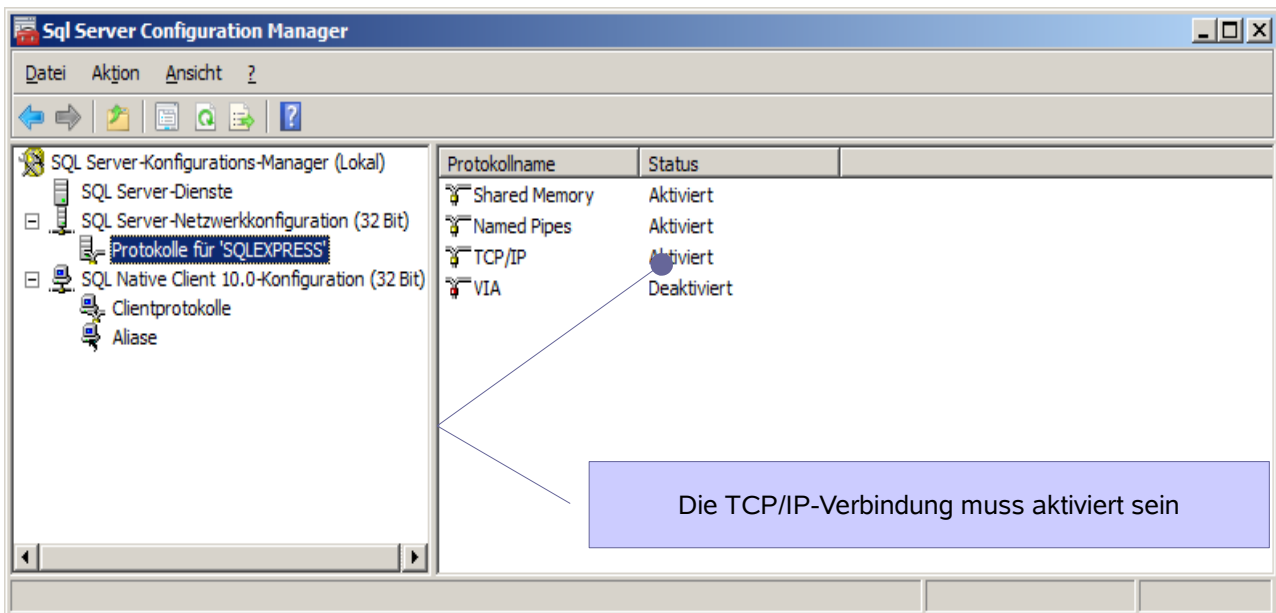 Sql Server Configuration Manager
Datei Aktion Ansicht ?
SQL Server-Konfigurations-Manager (Lokal)
SQL Server-Dienste
SQL Server-Netzwerkkonfiguration (32 Bit)
Protokolle für 'SQLEXPRESS'
SQL Native Client 10.0-Konfiguration (32 Bit)
Clientprotokolle
Aliase
Protokollname Status
Shared Memory Aktiviert
Named Pipes Aktiviert
TCP/IP Aktiviert
VIA Deaktiviert
Die TCP/IP-Verbindung muss aktiviert sein